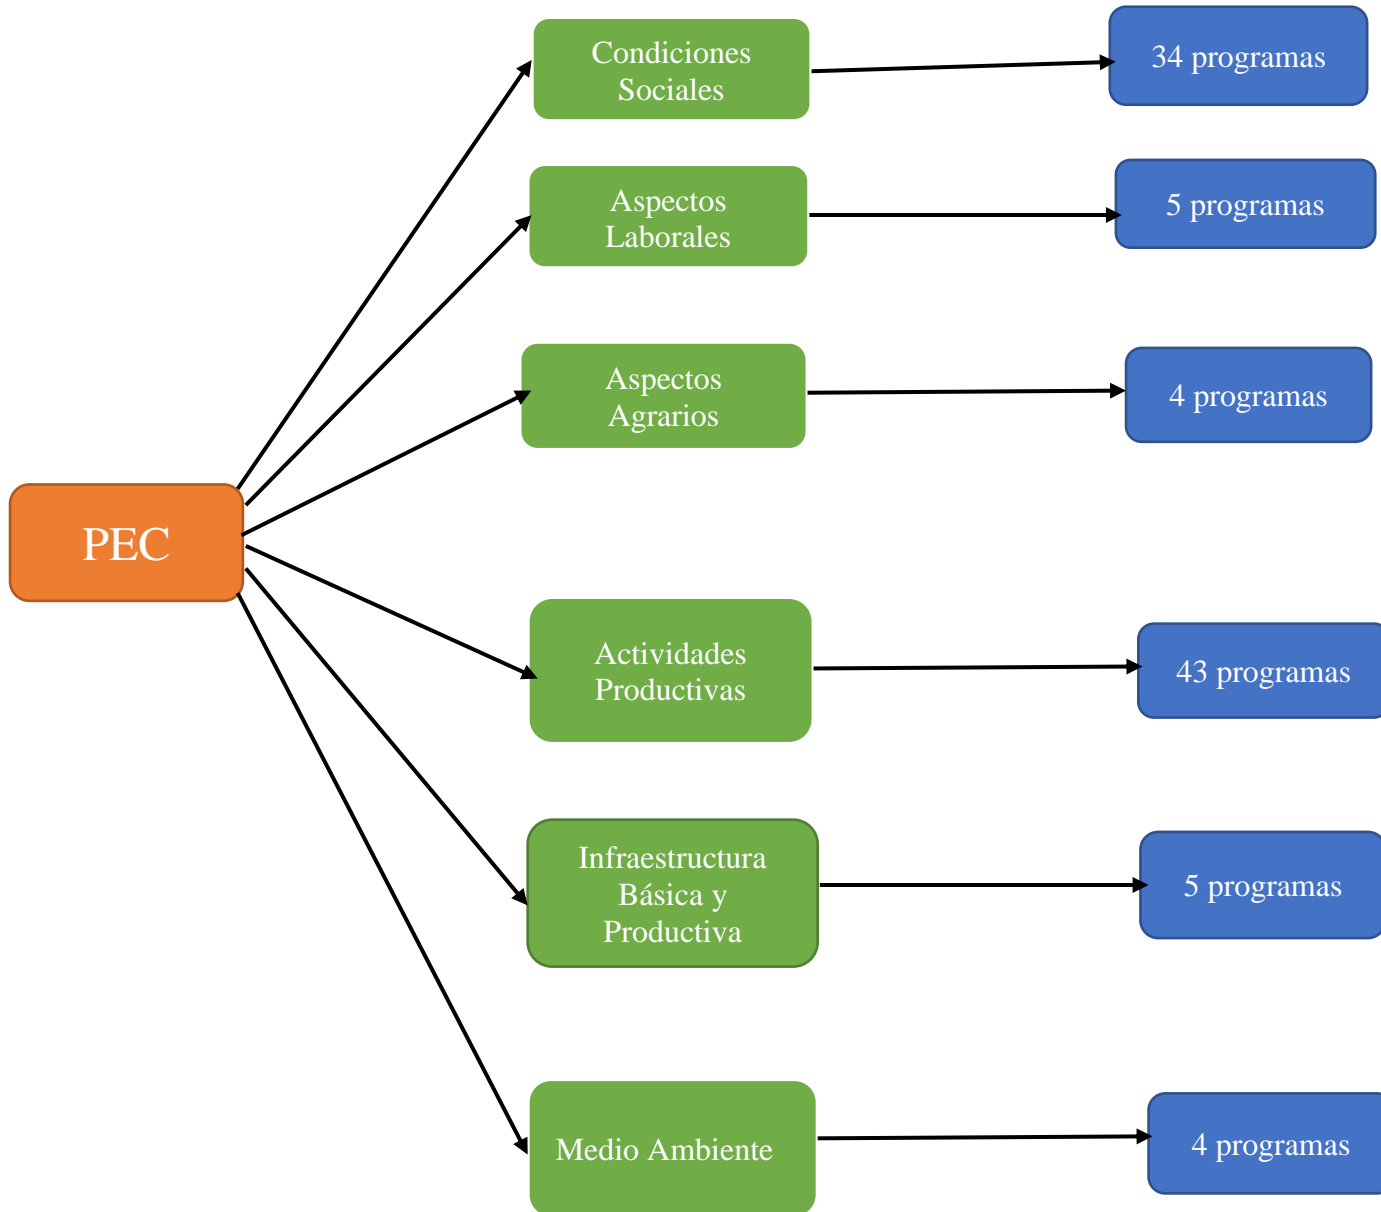 Condiciones
Sociales
34 programas
Aspectos
Laborales
5 programas
Aspectos
Agrarios
4 programas
PEC
Actividades
Productivas
43 programas
Infraestructura
Básica y
Productiva
5 programas
Medio Ambiente
4 programas